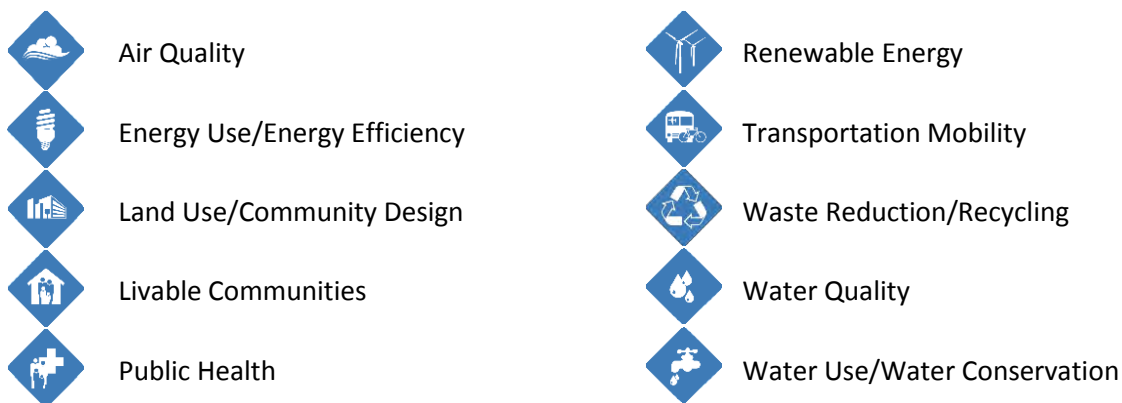 Air Quality
Energy Use/Energy Efficiency
Land Use/Community Design
Livable Communities
Public Health
Renewable Energy
Transportation Mobility
Waste Reduction/Recycling
Water Quality
Water Use/Water Conservation